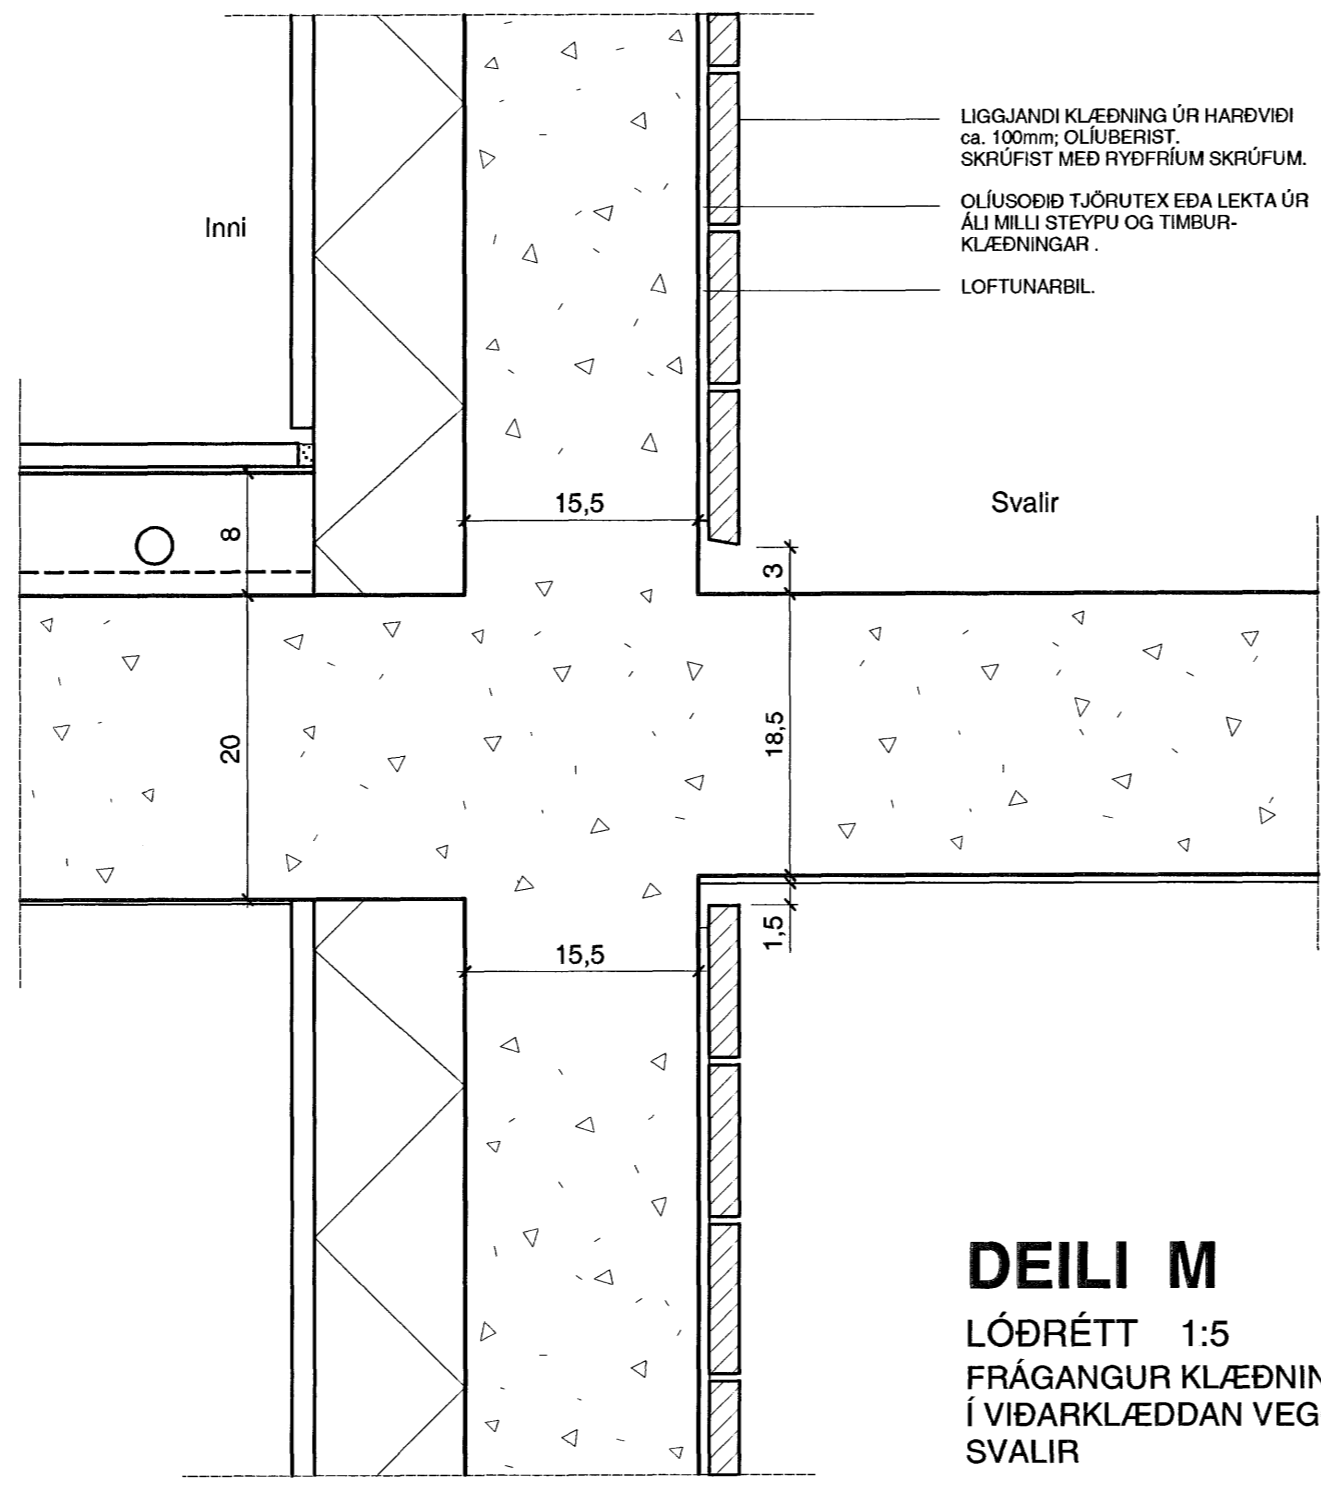 LIGGJANDI KLÆÐNING ÚR HARÐVIÐI
ca. 100mm; OLÍUBERIST.
SKRÚFIST MEÐ RYÐFRÍUM SKRÚFUM.
OLÍUSOÐIÐ TJÖRUTEX EÐA LEKTA ÚR
ÁLI MILLI STEYPU OG TIMBUR-
KLÆÐNINGAR .
LOFTUNARBIL.
Inni
Svalir
15,5
8
3
20
18,5
1,5
15,5
DEILI M
LÓÐRÉTT 1:5
FRÁGANGUR KLÆÐNIN
Í VIÐARKLÆDDAN VEG
SVALIR